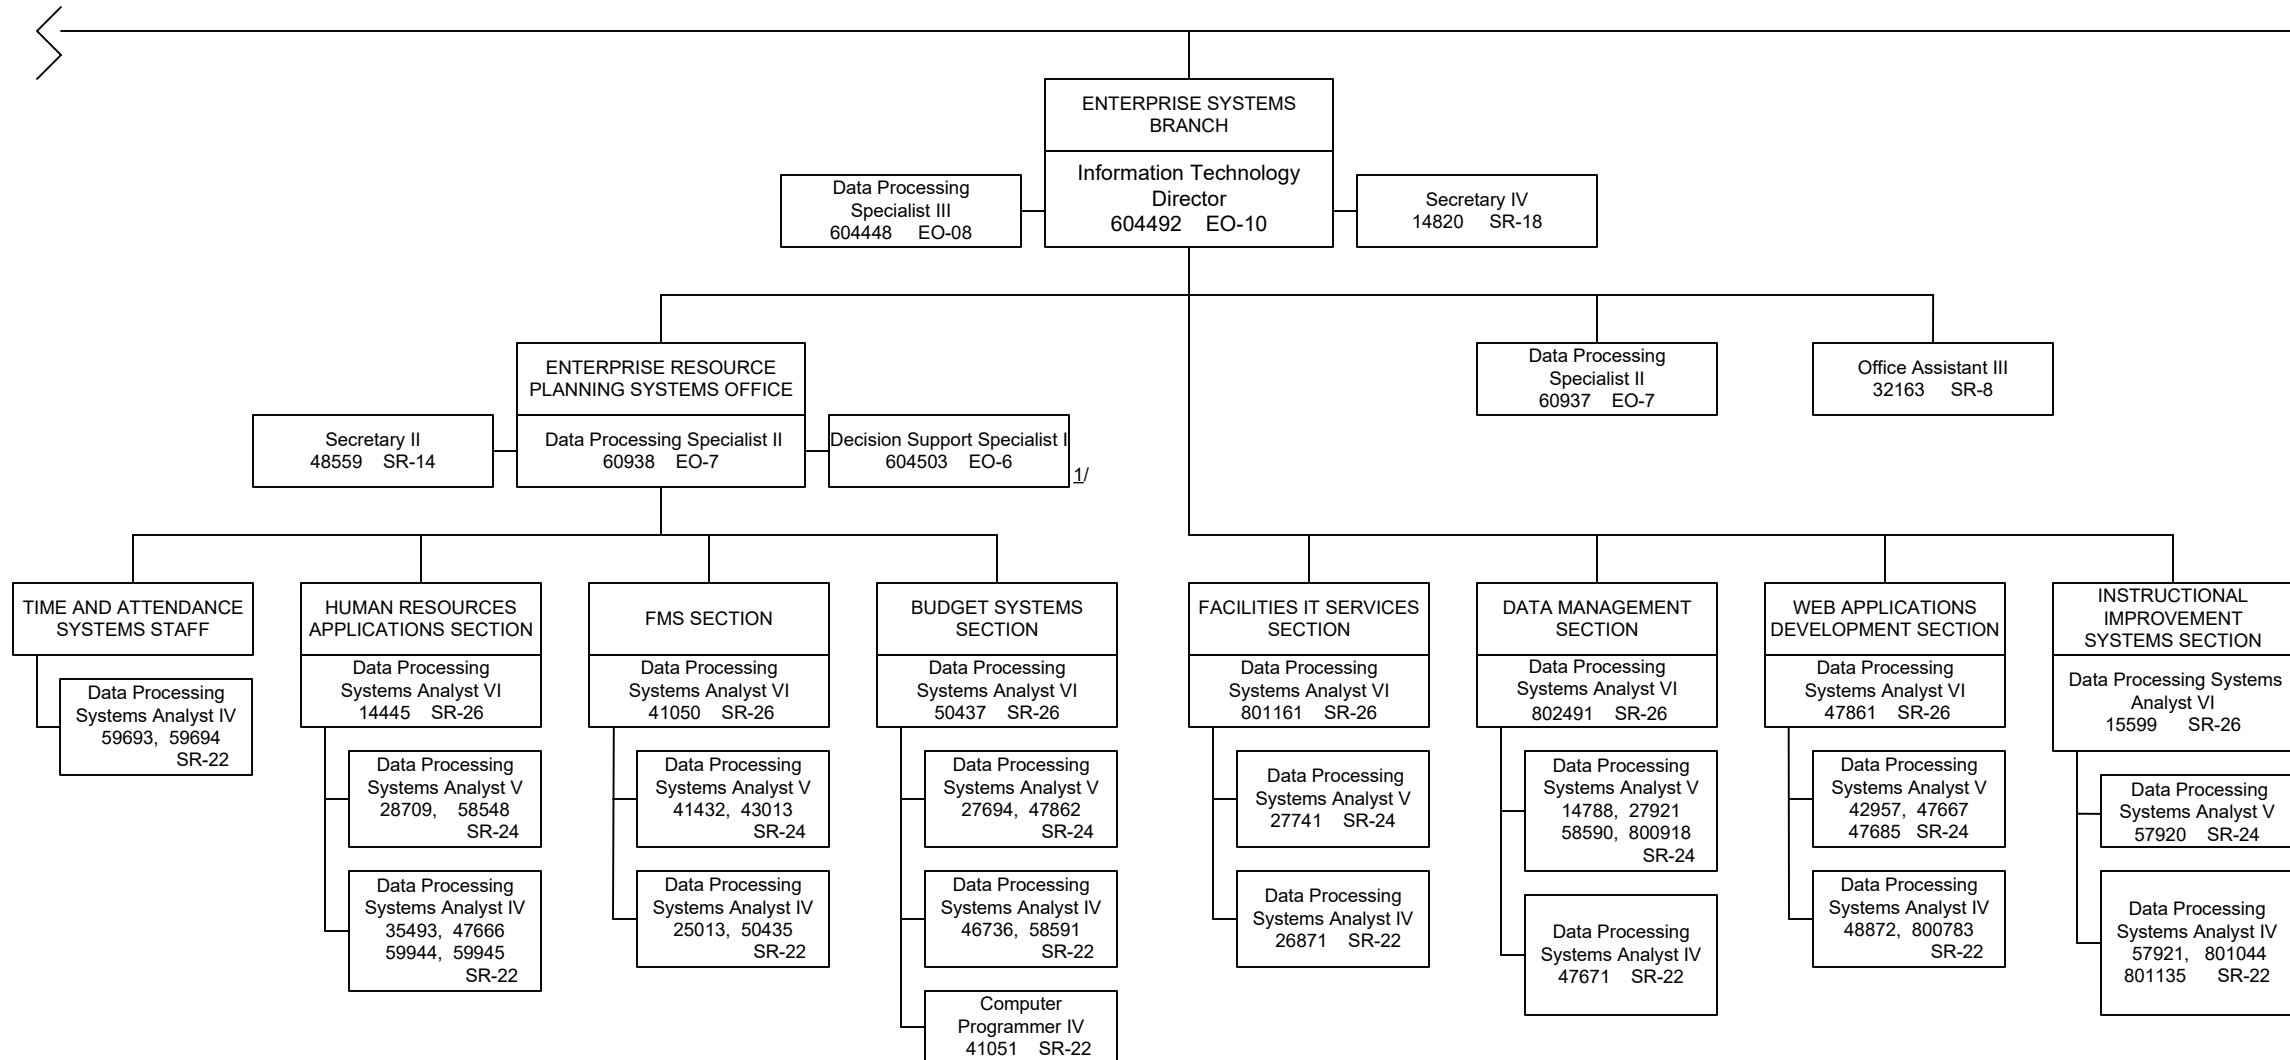 ENTERPRISE SYSTEMS
BRANCH
Information Technology
Director
604492 EO-10
Data Processing
Specialist III
604448 EO-08
Secretary IV
14820 SR-18
ENTERPRISE RESOURCE
PLANNING SYSTEMS OFFICE
Data Processing Specialist II
60938 EO-7
Secretary II
48559 SR-14
Decision Support Specialist I
604503 EO-6
1/
Data Processing
Specialist II
60937 EO-7
Office Assistant III
32163 SR-8
TIME AND ATTENDANCE
SYSTEMS STAFF
Data Processing
Systems Analyst IV
59693, 59694
SR-22
HUMAN RESOURCES
APPLICATIONS SECTION
Data Processing
Systems Analyst VI
14445 SR-26
Data Processing
Systems Analyst V
28709, 58548
SR-24
Data Processing
Systems Analyst IV
35493, 47666
59944, 59945
SR-22
FMS SECTION
Data Processing
Systems Analyst VI
41050 SR-26
Data Processing
Systems Analyst V
41432, 43013
SR-24
Data Processing
Systems Analyst IV
25013, 50435
SR-22
BUDGET SYSTEMS
SECTION
Data Processing
Systems Analyst VI
50437 SR-26
Data Processing
Systems Analyst V
27694, 47862
SR-24
Data Processing
Systems Analyst IV
46736, 58591
SR-22
Computer
Programmer IV
41051 SR-22
FACILITIES IT SERVICES
SECTION
Data Processing
Systems Analyst VI
801161 SR-26
Data Processing
Systems Analyst V
27741 SR-24
Data Processing
Systems Analyst IV
26871 SR-22
DATA MANAGEMENT
SECTION
Data Processing
Systems Analyst VI
802491 SR-26
Data Processing
Systems Analyst V
14788, 27921
58590, 800918
SR-24
Data Processing
Systems Analyst IV
47671 SR-22
WEB APPLICATIONS
DEVELOPMENT SECTION
Data Processing
Systems Analyst VI
47861 SR-26
Data Processing
Systems Analyst V
42957, 47667
47685 SR-24
Data Processing
Systems Analyst IV
48872, 800783
SR-22
INSTRUCTIONAL
IMPROVEMENT
SYSTEMS SECTION
Data Processing Systems
Analyst VI
15599 SR-26
Data Processing
Systems Analyst V
57920 SR-24
Data Processing
Systems Analyst IV
57921, 801044
801135 SR-22